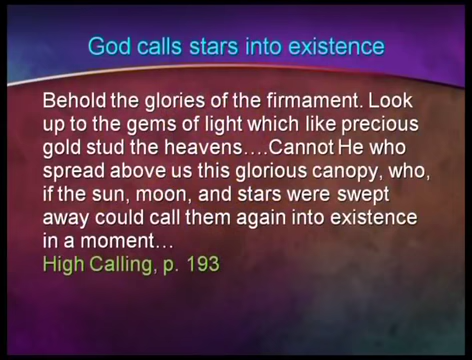 God calls stars into existence
Behold the glories of the firmament. Look
up to the gems of light which like precious
gold stud the heavens….Cannot He who
spread above us this glorious canopy, who,
if the sun, moon, and stars were swept
away could call them again into existence
in a moment…
High Calling, p. 193